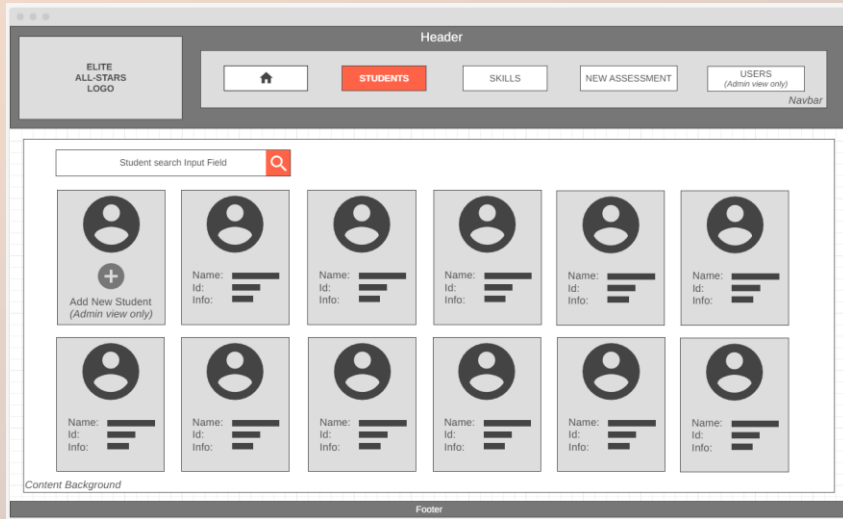 Header
ELITE
ALL-STARS
LOGO
STUDENTS
SKILLS
NEW ASSESSMENT
USERS
(Admin view only)
Navbar
Student search Input Field
Add New Student
(Admin view only)
Name:
Id:
Info:
Name:
Id:
Info:
Name:
Id:
Info:
Name:
Id:
Info:
Name:
Id:
Info:
Name:
Id:
Info:
Name:
Id:
Info:
Name:
Id:
Info:
Name:
Id:
Info:
Name:
Id:
Info:
Name:
Id:
Info:
Content Background
Footer